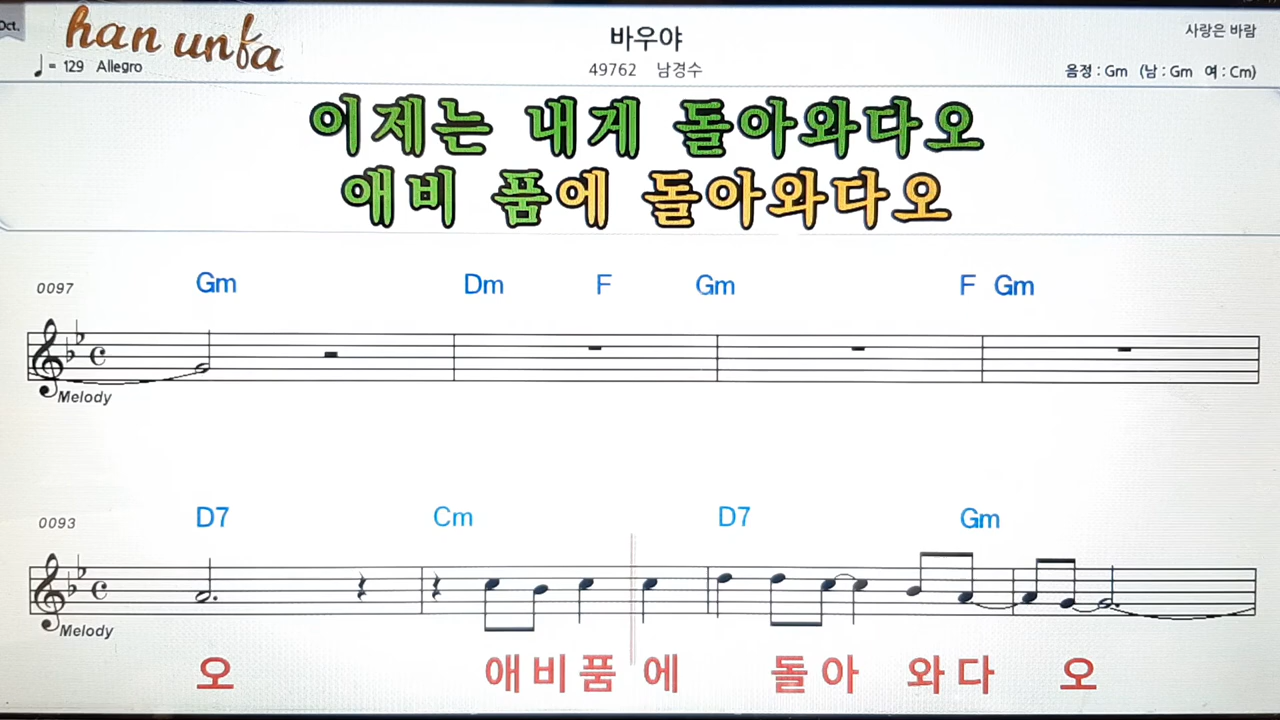 Oct.
han unfa
바우야
사랑은 바람
♩= 129 Allegro
49762 남경수
음정 : Gm (남 : Gm 여 : Cm)
이제는 내게 돌아와다오
애비 품에 돌아와다오
0097 Gm Dm F Gm F Gm
Melody
0093 D7 Cm D7 Gm
Melody
오 애비품에 돌아 와다 오